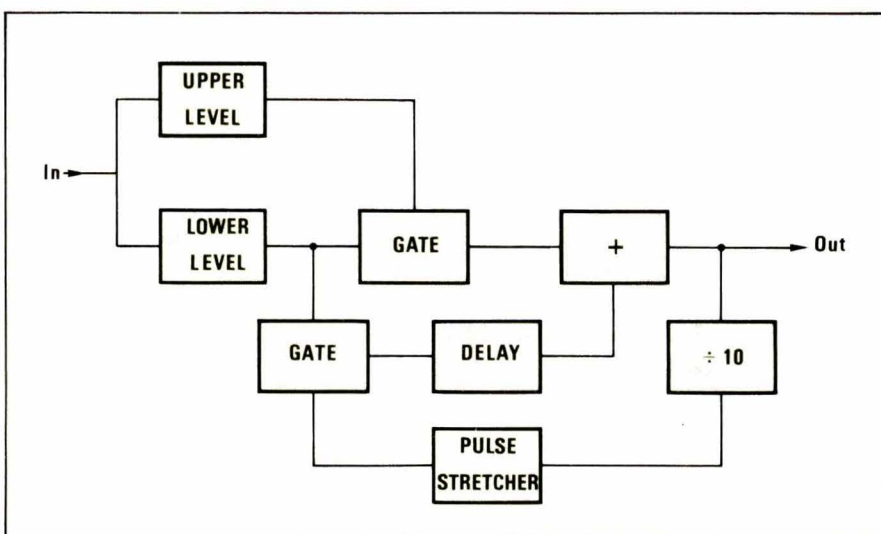 UPPER
LEVEL
In
LOWER
LEVEL
GATE
+
Out
GATE
DELAY
÷ 10
PULSE
STRETCHER